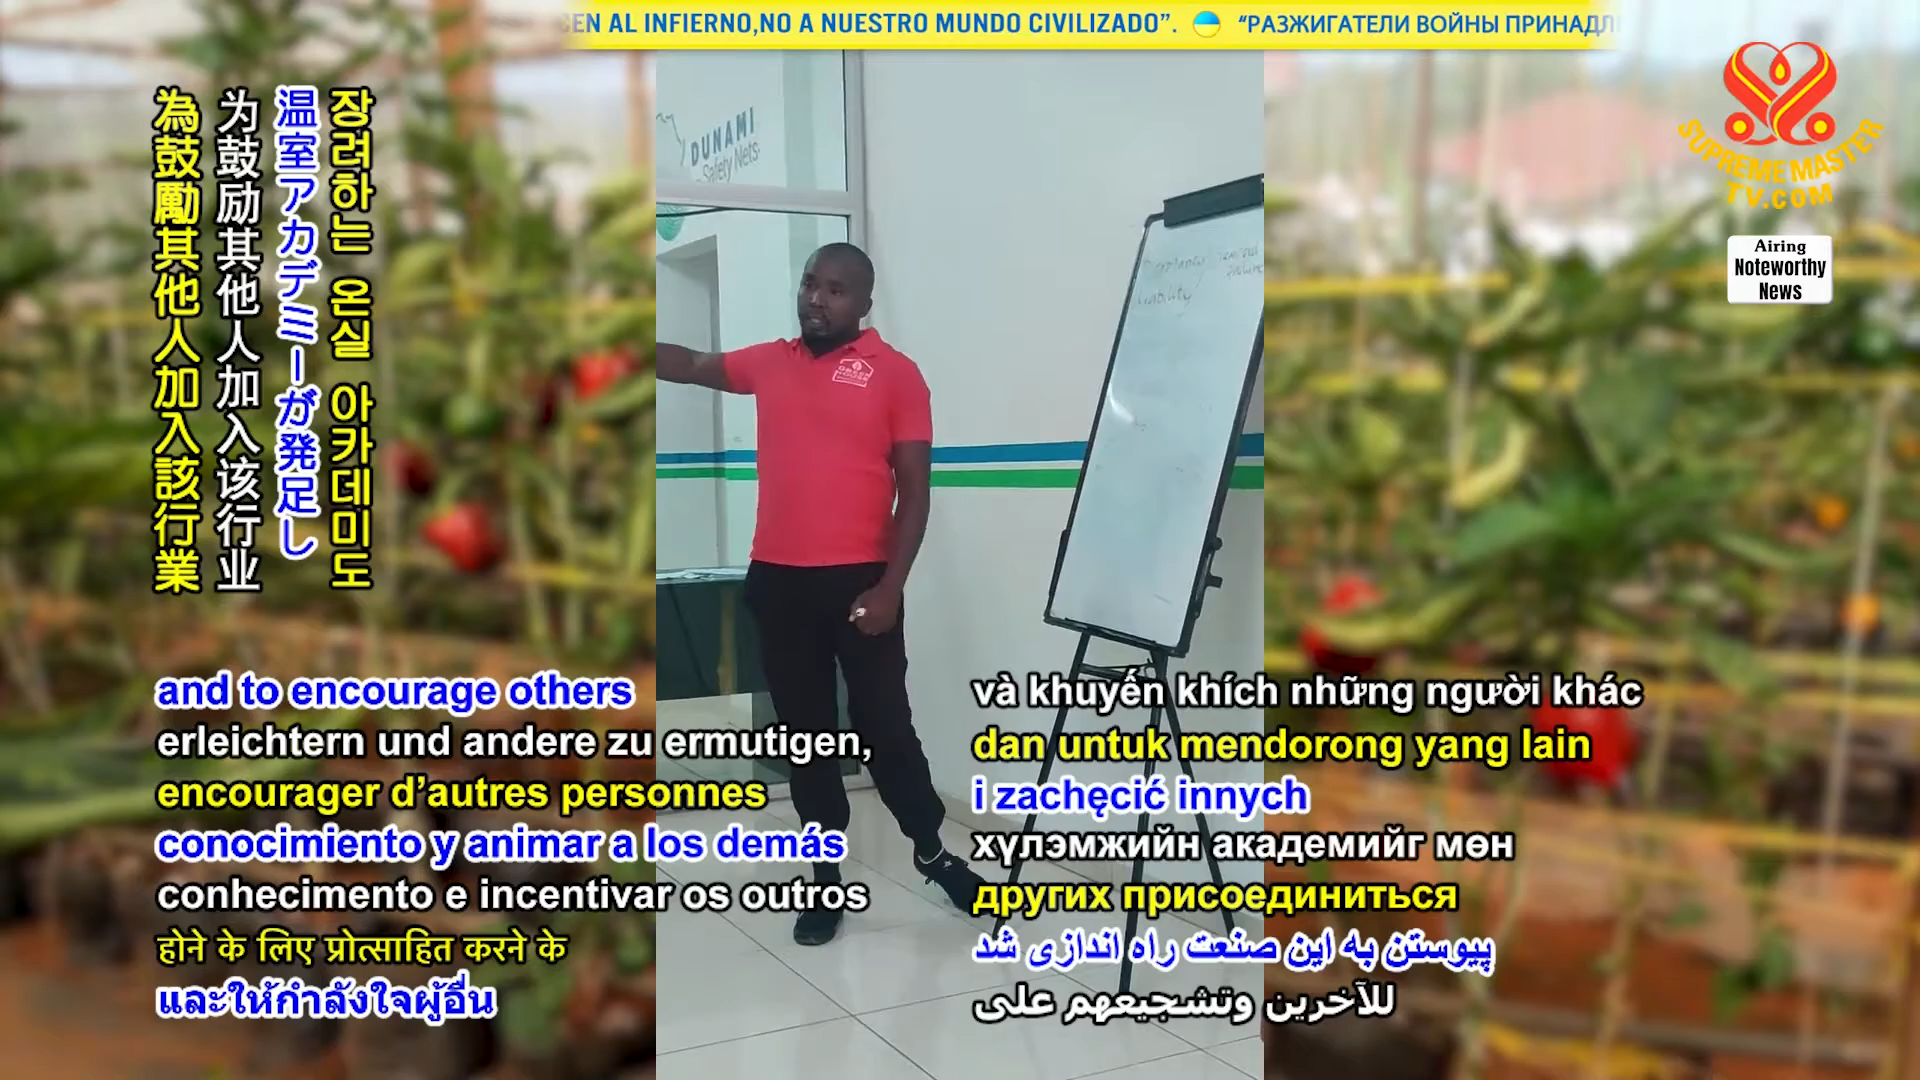 CEN AL INFIERNO,NO A NUESTRO MUNDO CIVILIZADO”. “РАЗЖИГАТЕЛИ ВОЙНЫ ПРИНАДЛ
SUPREME MASTER
TV.COM
Airing
Noteworthy
News
DUNAMI
Safety Nets
GREEN
HOUSE
liability
장려하는 온실 아카데미도
温室アカデミーが発足し
为鼓励其他人加入该行业
為鼓勵其他人加入該行業
and to encourage others
erleichtern und andere zu ermutigen,
encourager d’autres personnes
conocimiento y animar a los demás
conhecimento e incentivar os outros
होने के लिए प्रोत्साहित करने के
และให้กำลังใจผู้อื่น
và khuyến khích những người khác
dan untuk mendorong yang lain
i zachęcić innych
хүлэмжийн академийг мөн
других присоединиться
پیوستن به این صنعت راه اندازی شد
للآخرين وتشجيعهم على